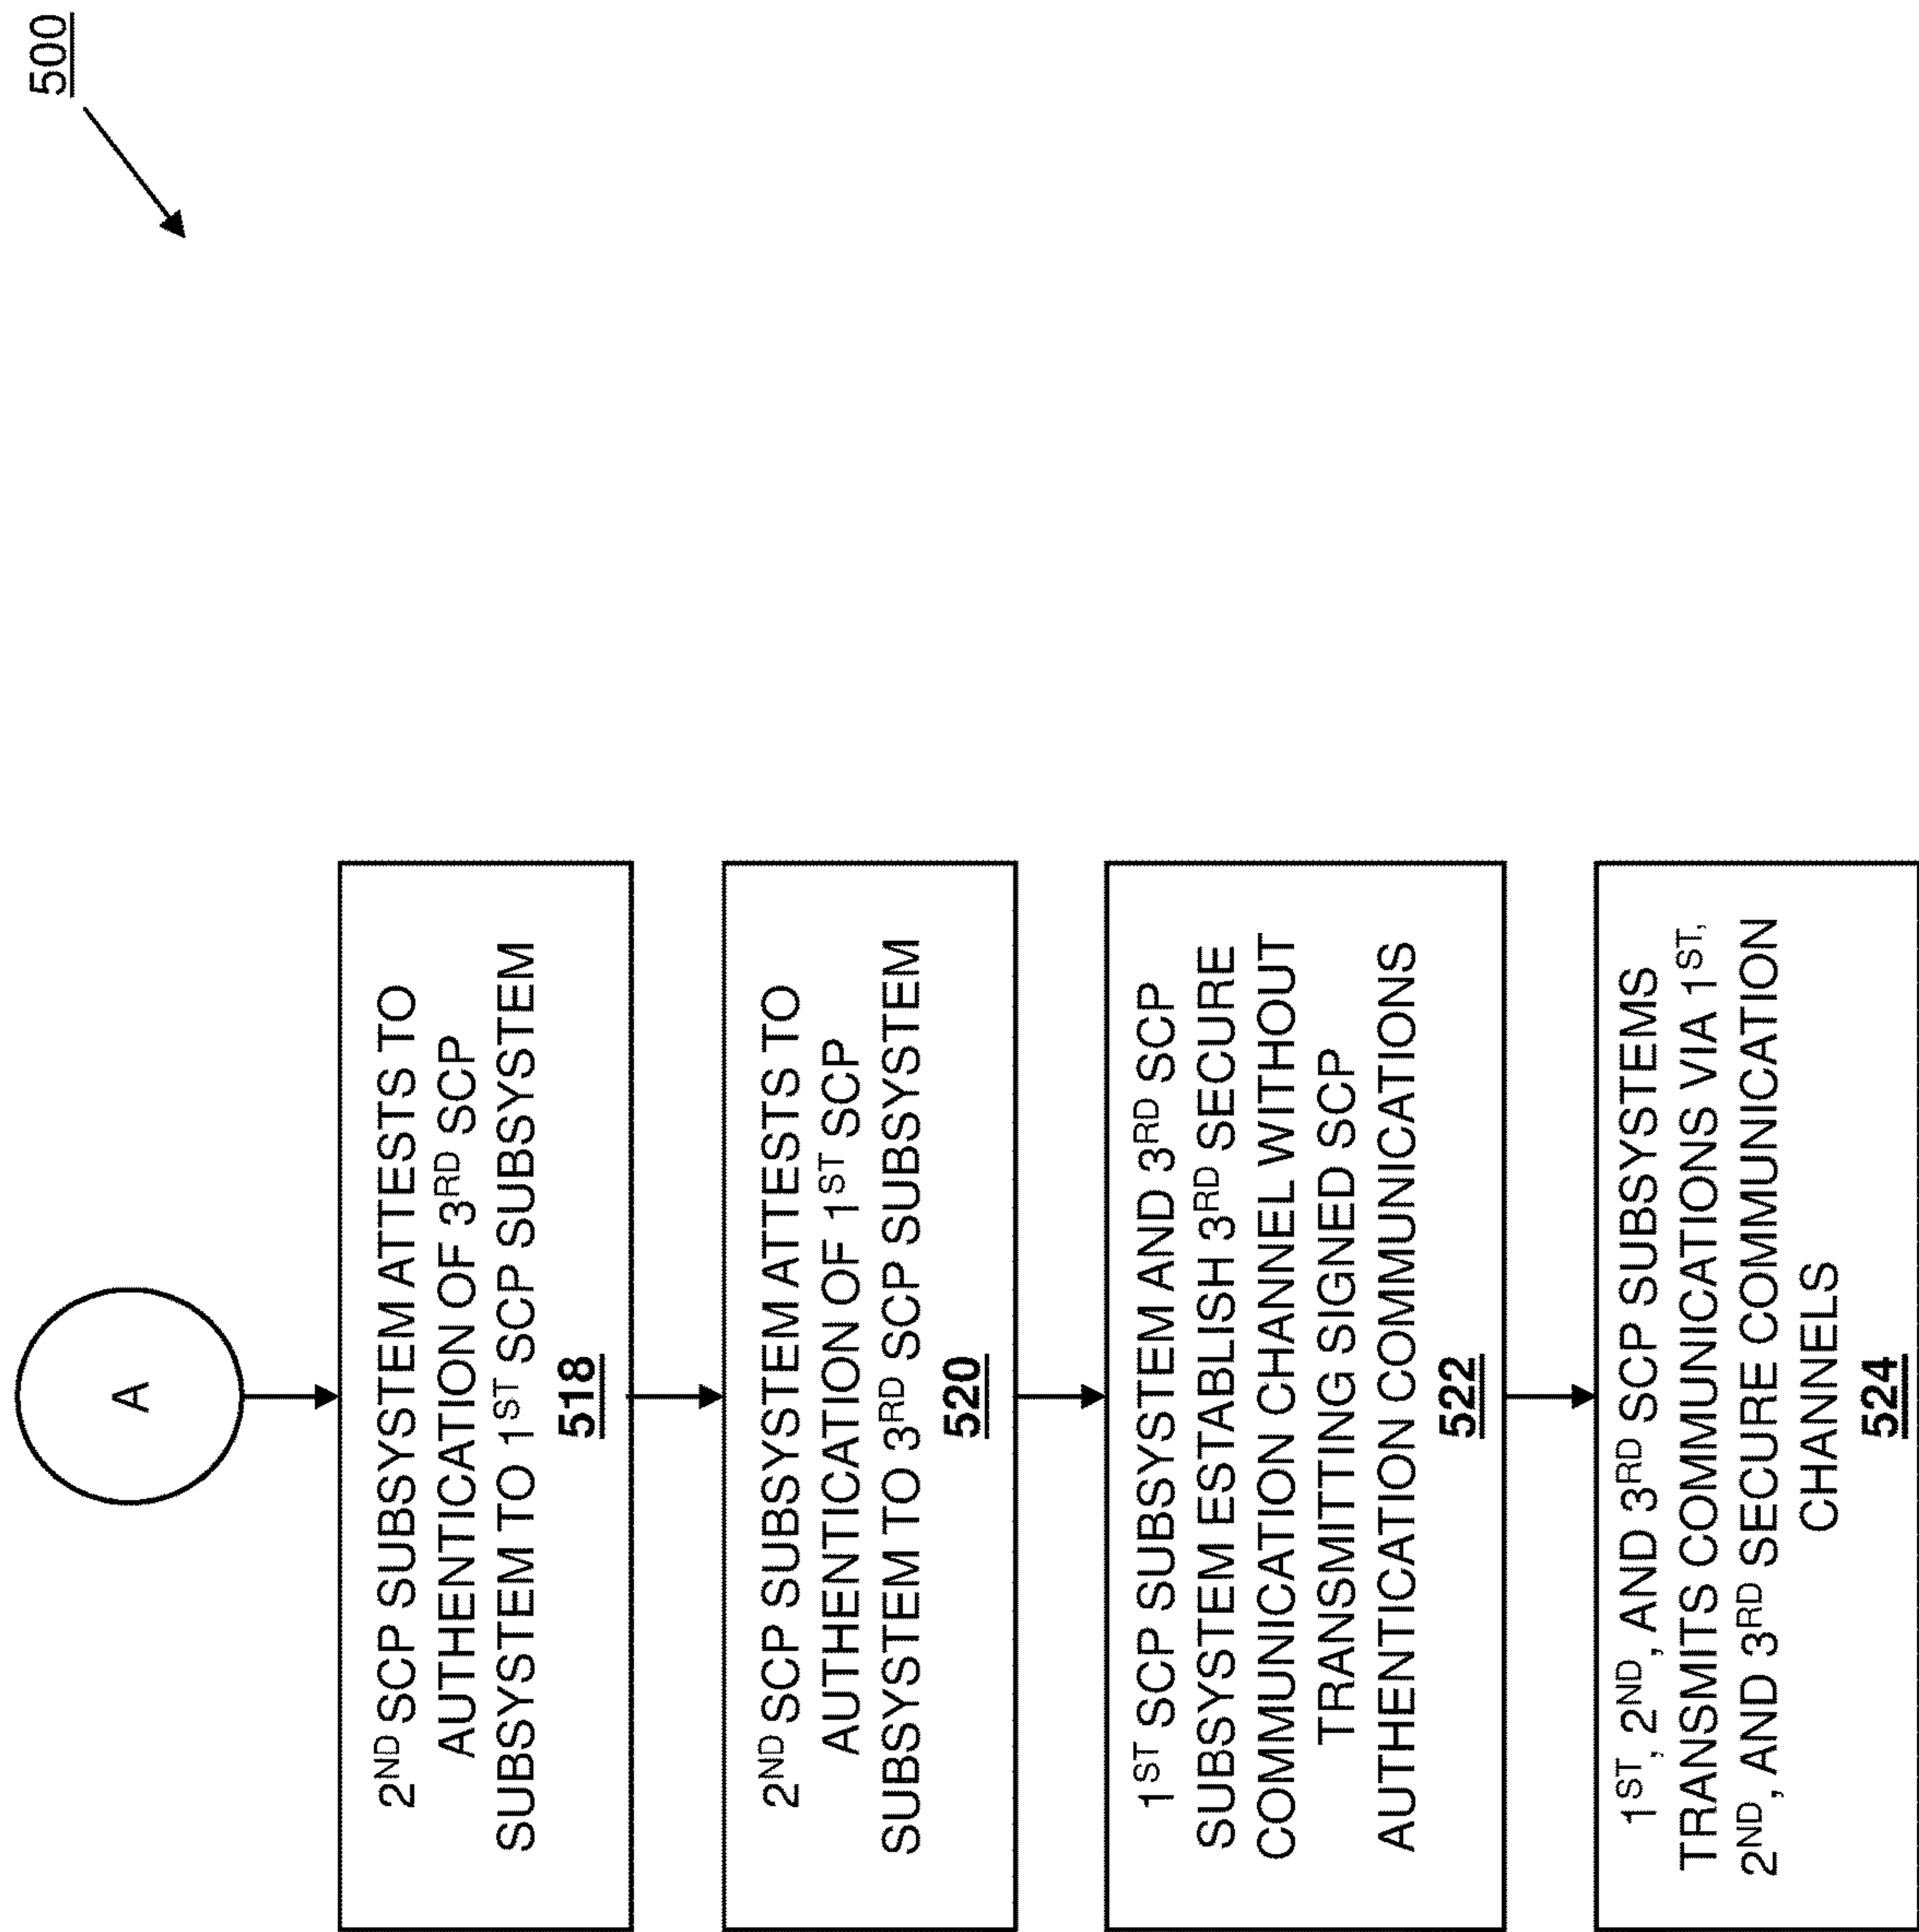 500
A
2ND SCP SUBSYSTEM ATTESTS TO
AUTHENTICATION OF 3RD SCP
SUBSYSTEM TO 1ST SCP SUBSYSTEM
518
2ND SCP SUBSYSTEM ATTESTS TO
AUTHENTICATION OF 1ST SCP
SUBSYSTEM TO 3RD SCP SUBSYSTEM
520
1ST SCP SUBSYSTEM AND 3RD SCP
SUBSYSTEM ESTABLISH 3RD SECURE
COMMUNICATION CHANNEL WITHOUT
TRANSMITTING SIGNED SCP
AUTHENTICATION COMMUNICATIONS
522
1ST, 2ND, AND 3RD SCP SUBSYSTEMS
TRANSMITS COMMUNICATIONS VIA 1ST,
2ND, AND 3RD SECURE COMMUNICATION
CHANNELS
524